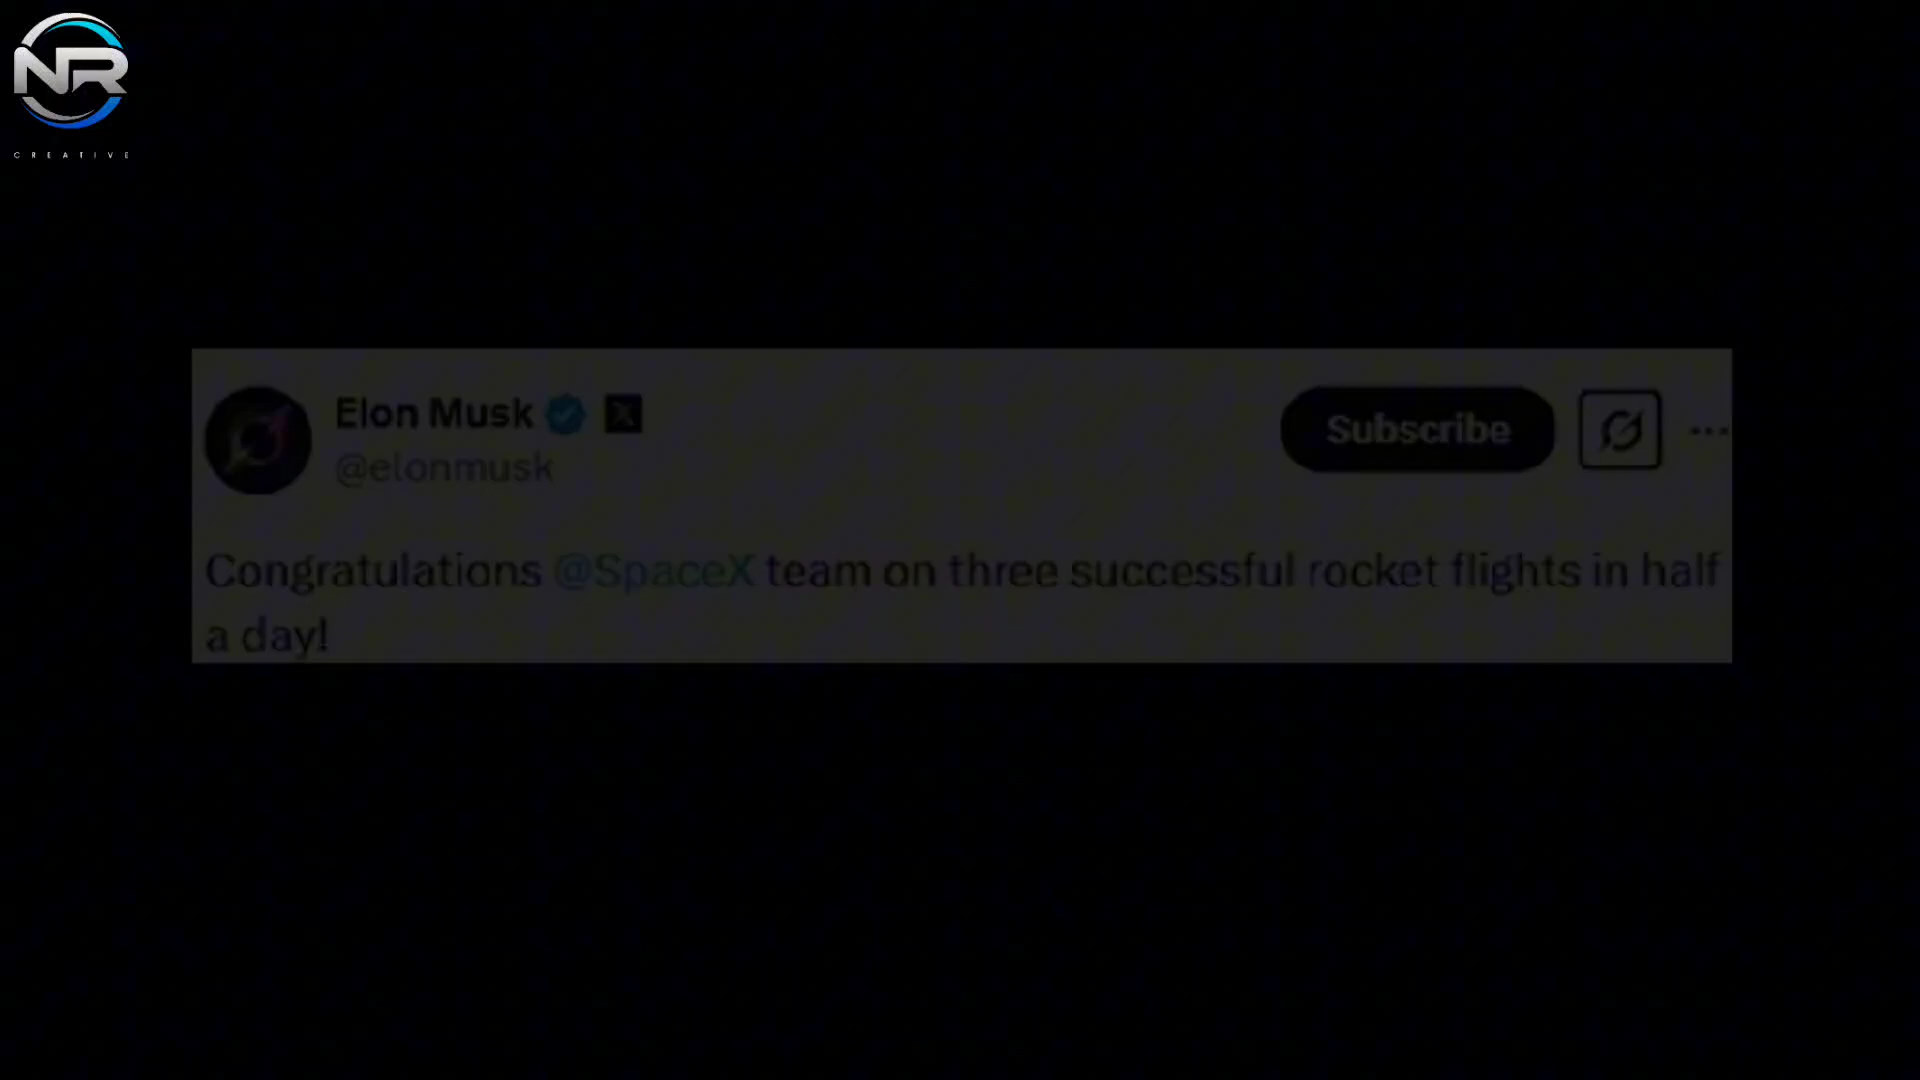 NR
CREATIVE
Elon Musk
@elonmusk
Subscribe
Congratulations @SpaceX team on three successful rocket flights in half
a day!